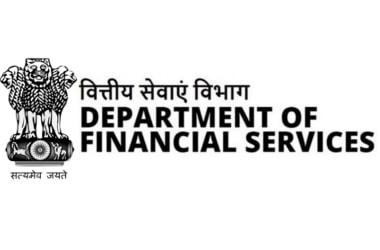 वित्तीय सेवाएं विभाग
DEPARTMENT OF
FINANCIAL SERVICES
सत्यमेव जयते